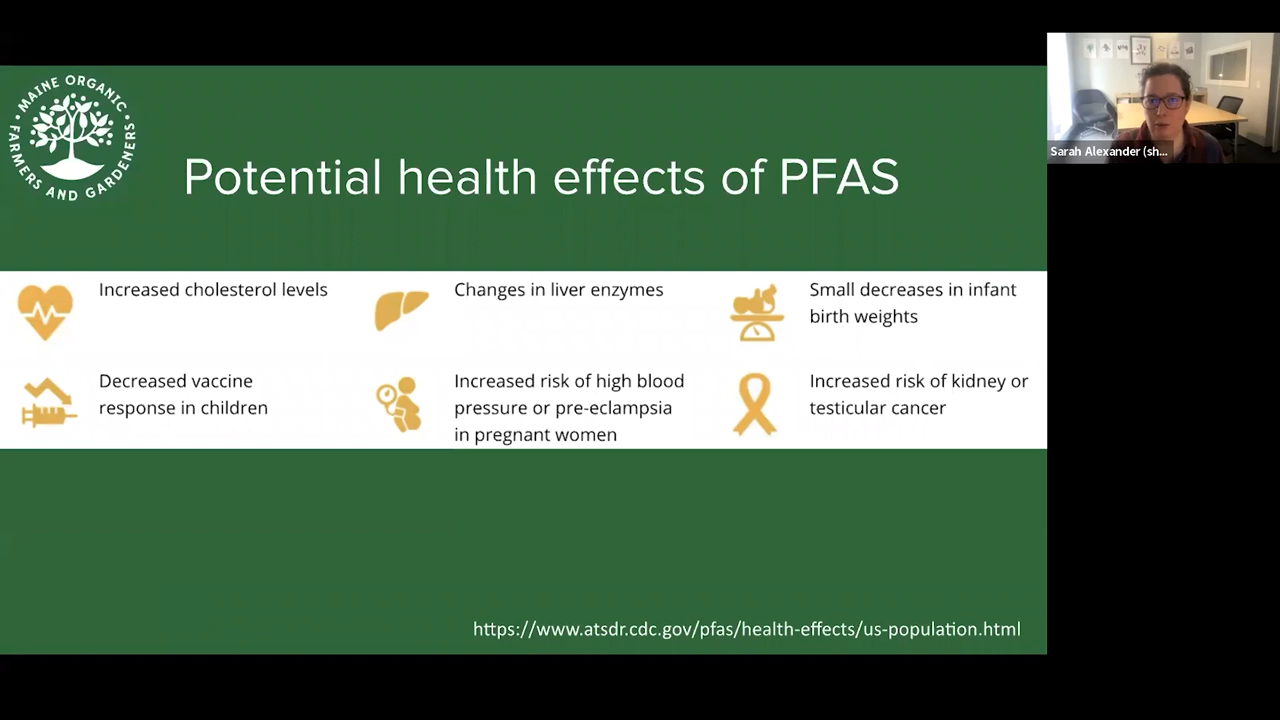 MAINE ORGANIC
FARMERS AND GARDENERS
Potential health effects of PFAS
Increased cholesterol levels
Changes in liver enzymes
Small decreases in infant
birth weights
Decreased vaccine
response in children
Increased risk of high blood
pressure or pre-eclampsia
in pregnant women
Increased risk of kidney or
testicular cancer
https://www.atsdr.cdc.gov/pfas/health-effects/us-population.html
Sarah Alexander (sh...